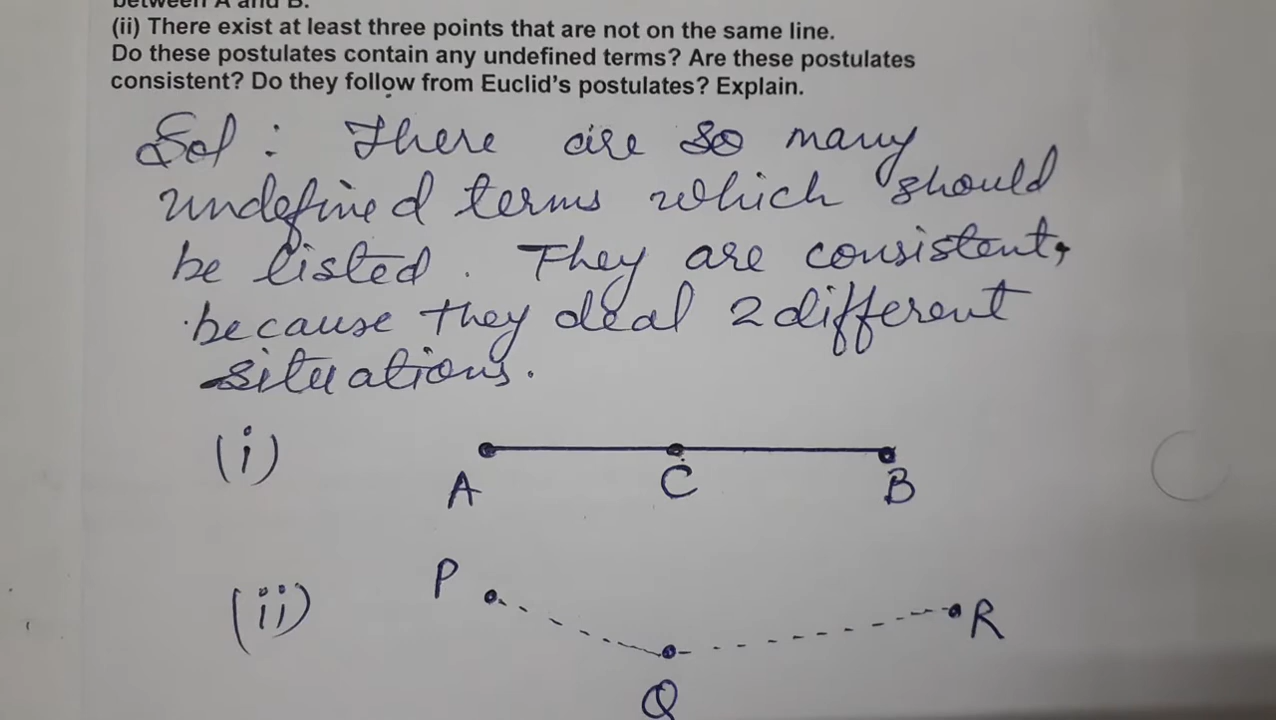 between A and B.
(ii) There exist at least three points that are not on the same line.
Do these postulates contain any undefined terms? Are these postulates
consistent? Do they follow from Euclid's postulates? Explain.
Sol : There are so many
undefined terms which should
be listed. They are consistent,
because they deal 2 different
situations.
(i)
A C B
(ii)
P
R
Q